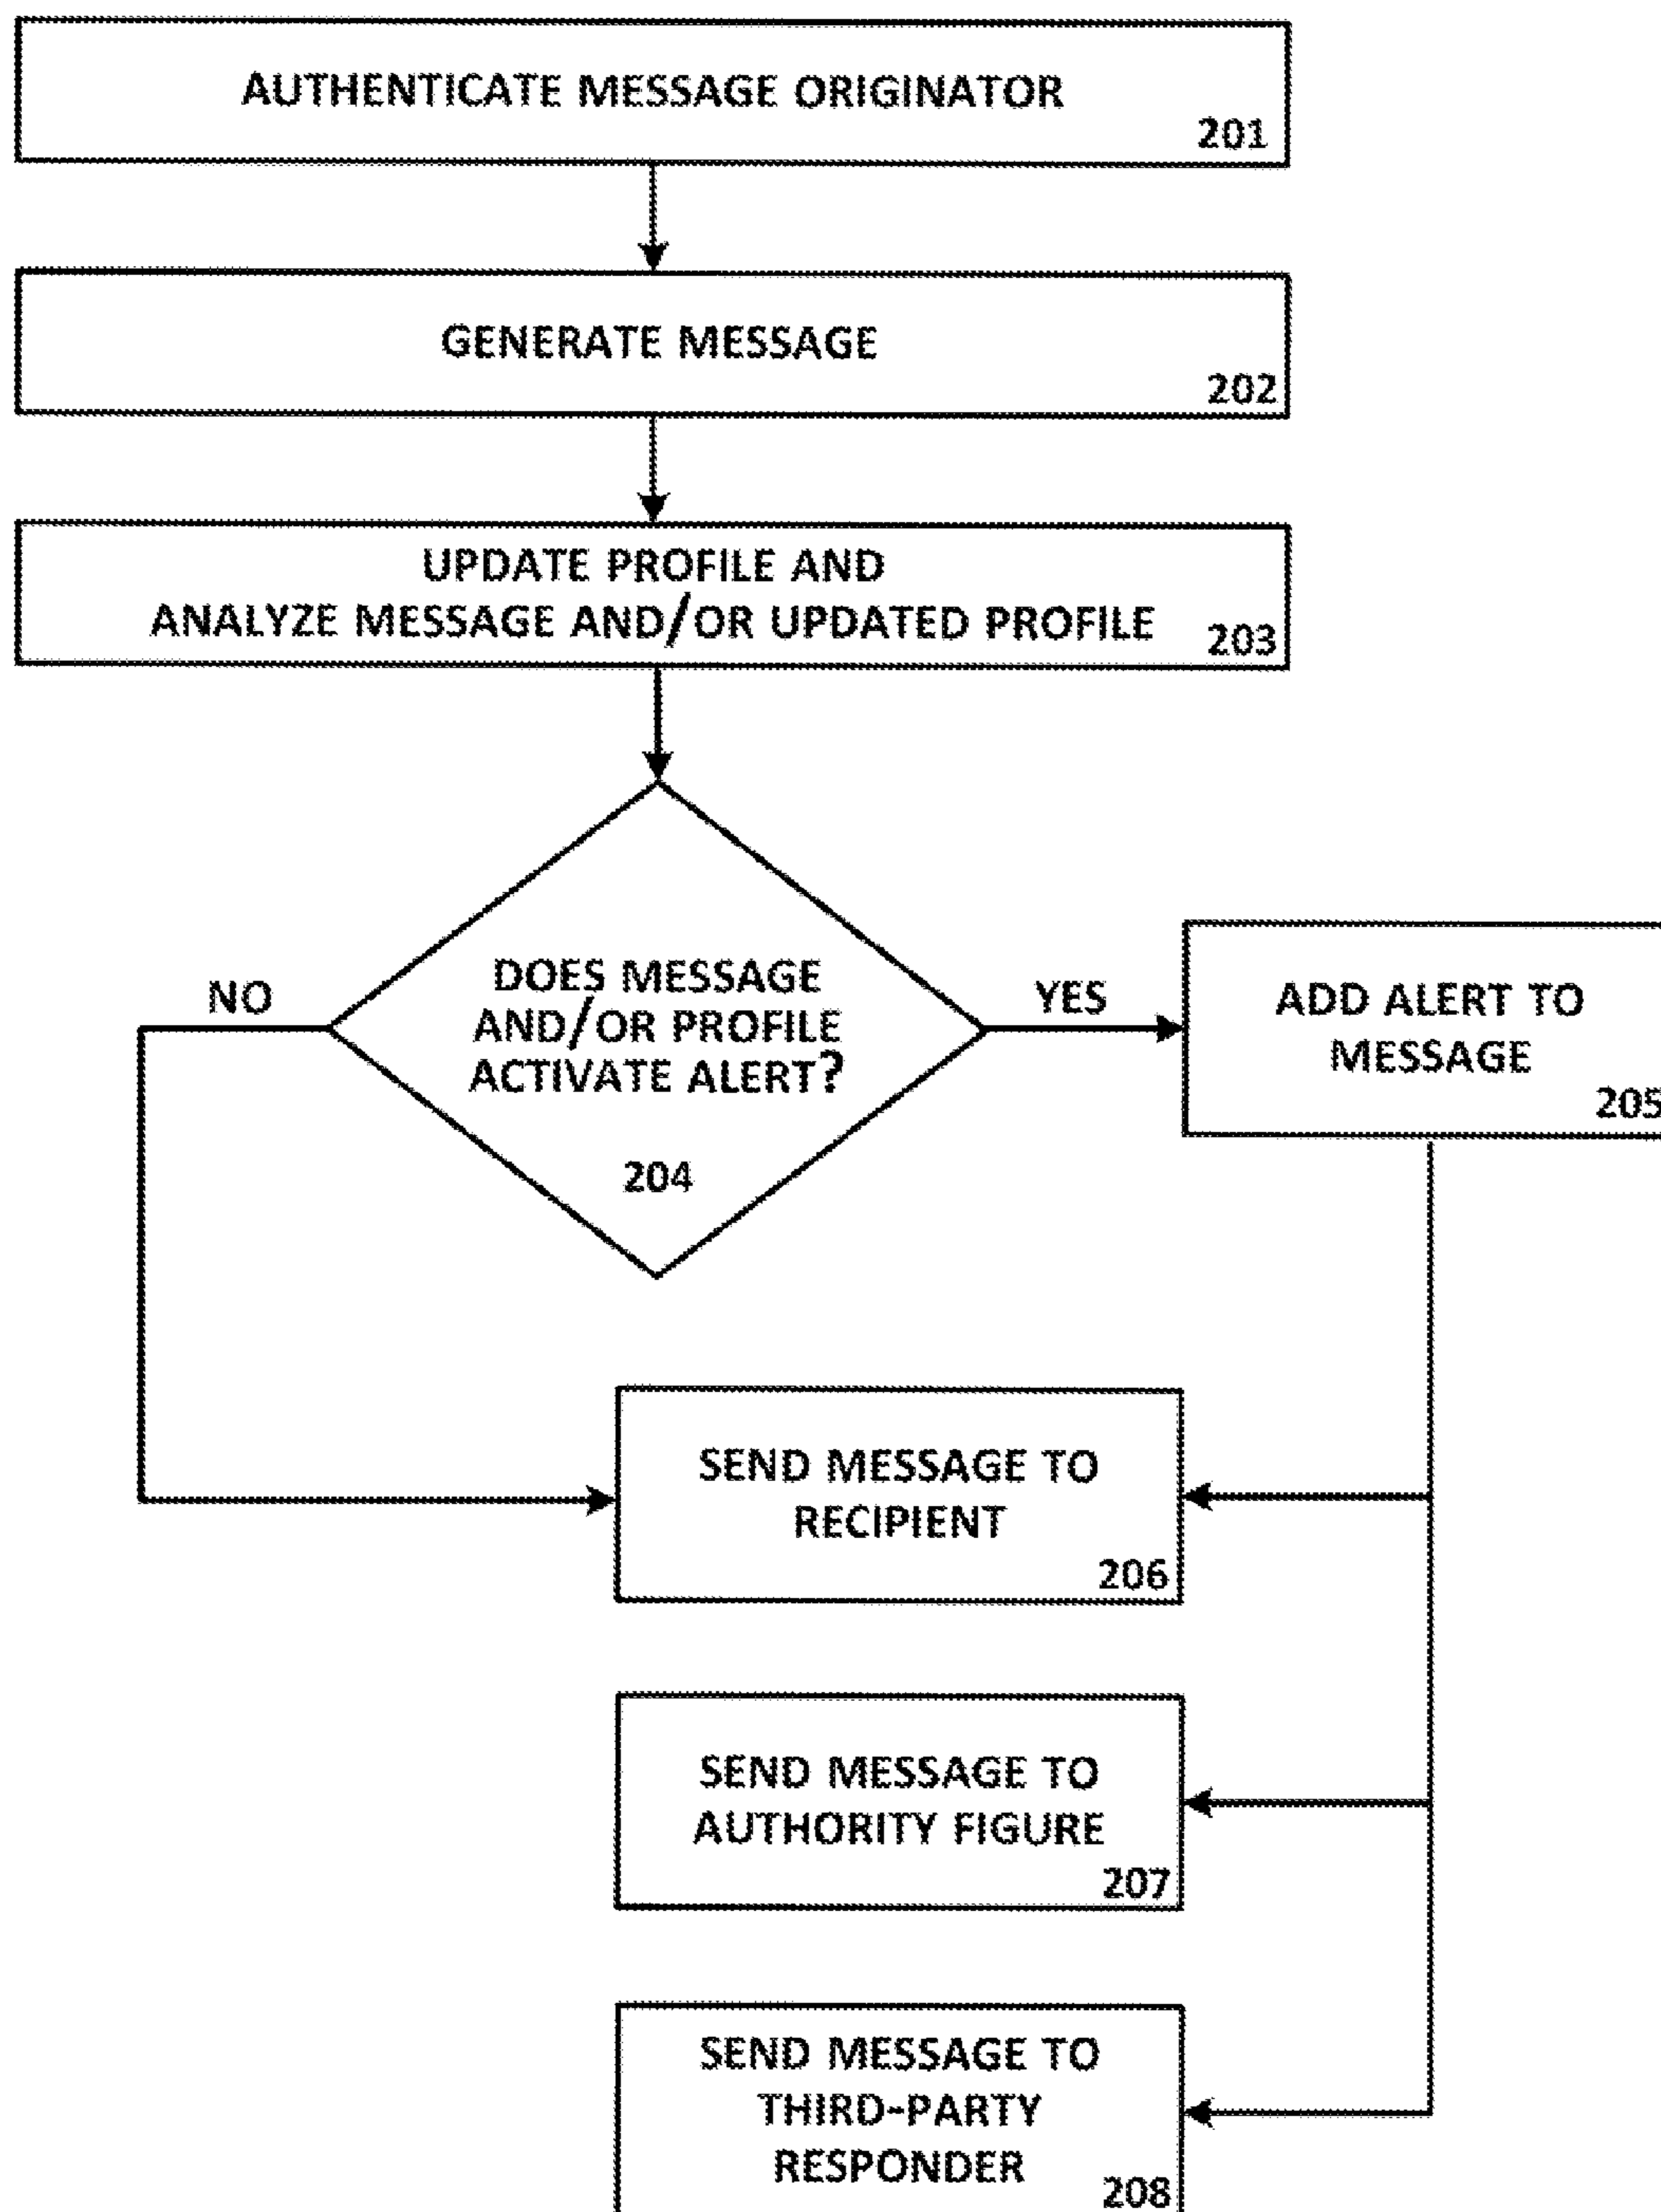 AUTHENTICATE MESSAGE ORIGINATOR
201
GENERATE MESSAGE
202
UPDATE PROFILE AND
ANALYZE MESSAGE AND/OR UPDATED PROFILE
203
DOES MESSAGE
AND/OR PROFILE
ACTIVATE ALERT?
204
NO
YES
ADD ALERT TO
MESSAGE
205
SEND MESSAGE TO
RECIPIENT
206
SEND MESSAGE TO
AUTHORITY FIGURE
207
SEND MESSAGE TO
THIRD-PARTY
RESPONDER
208